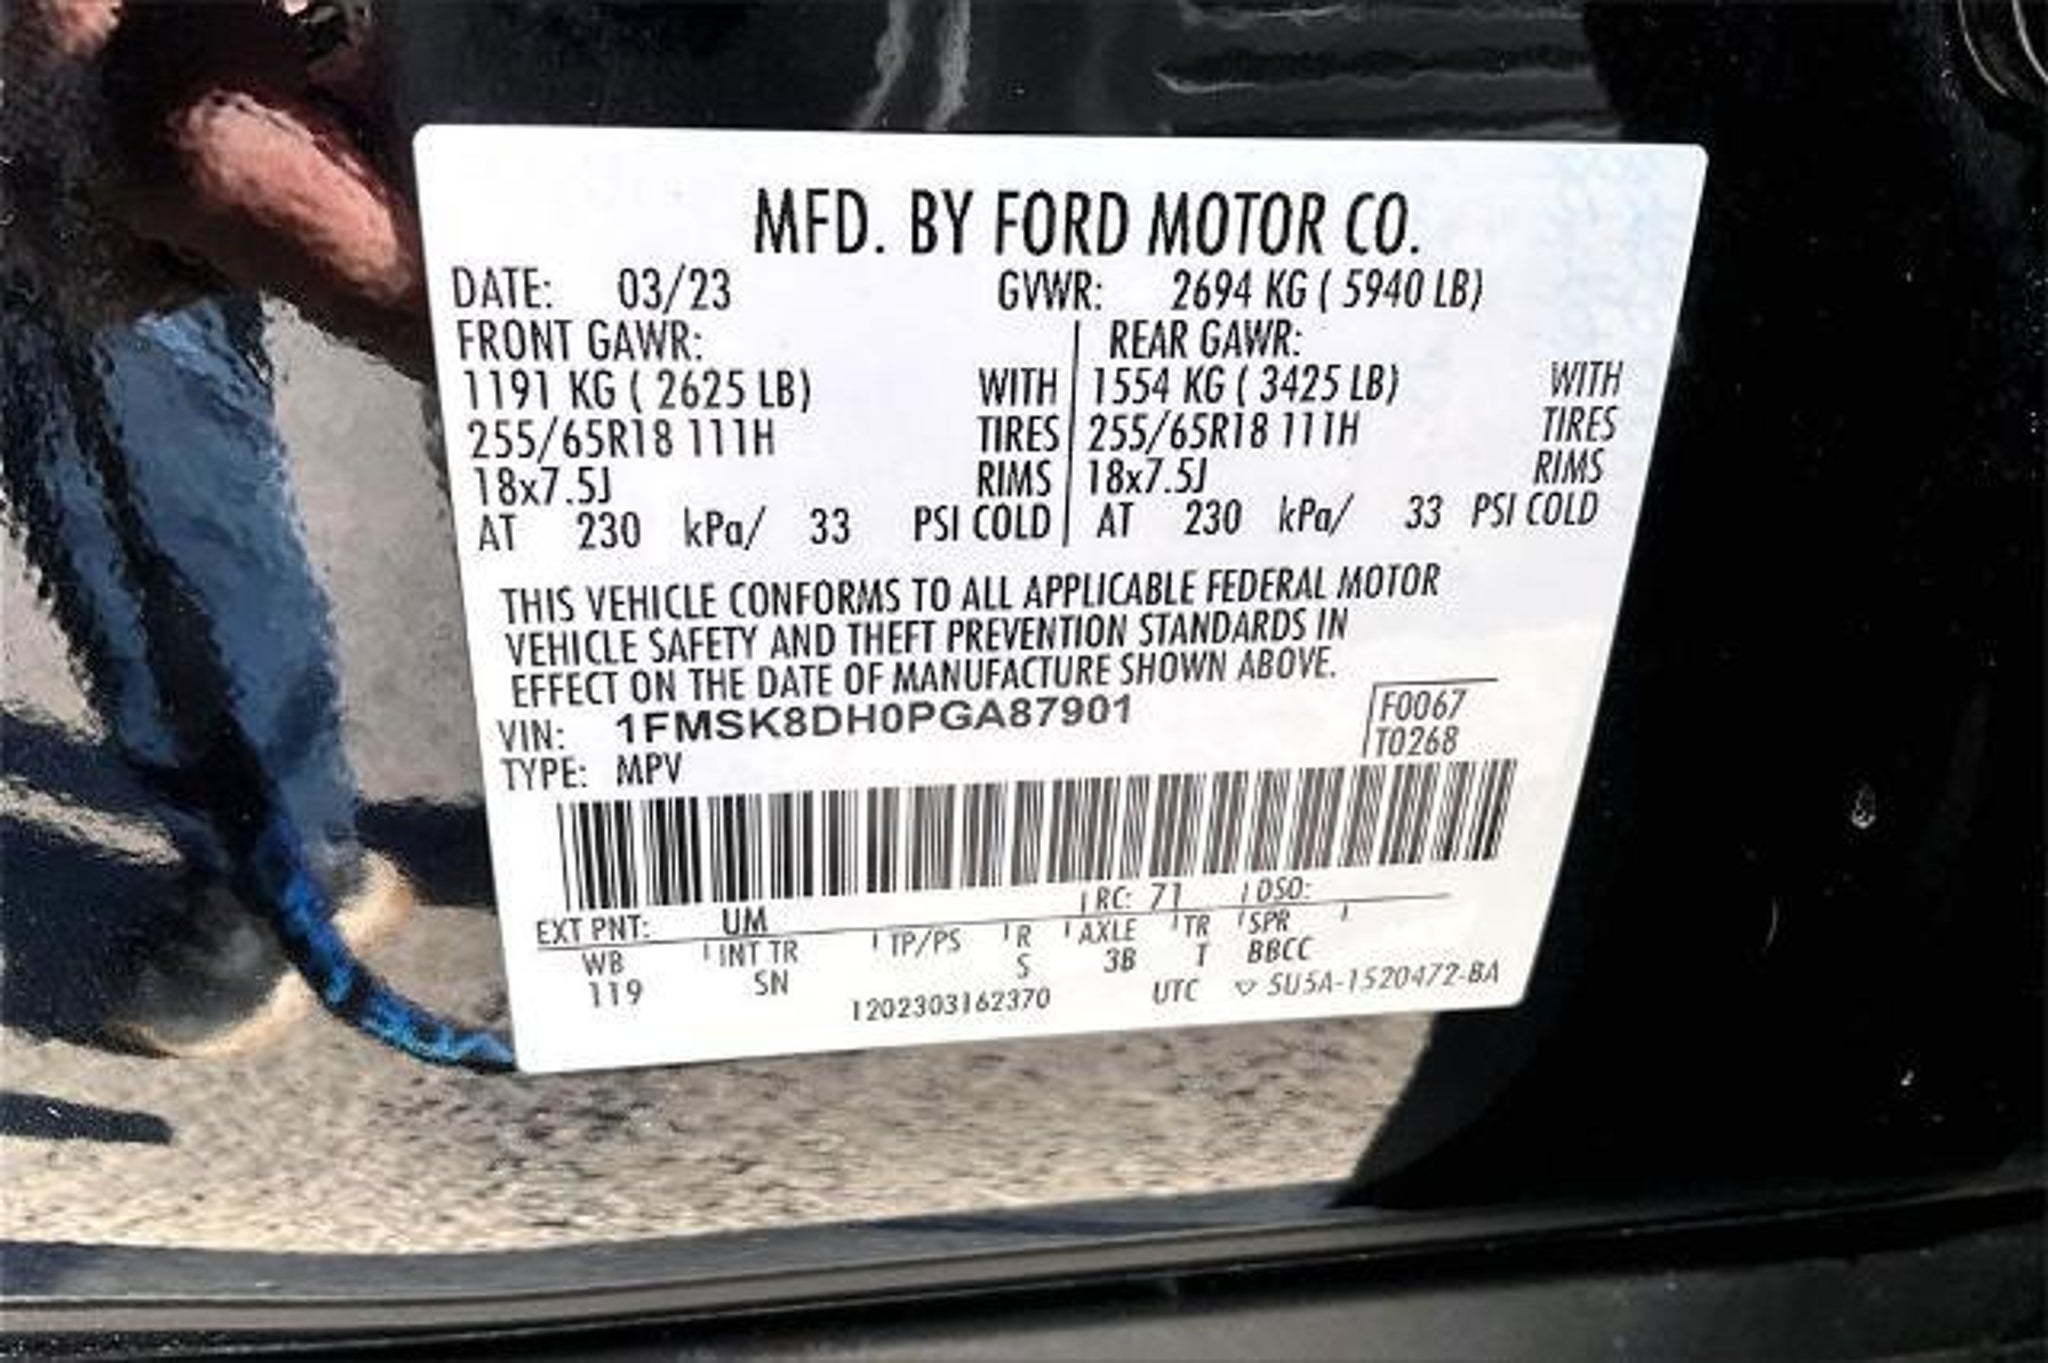 MFD. BY FORD MOTOR CO.
DATE: 03/23 GVWR: 2694 KG ( 5940 LB)
FRONT GAWR: REAR GAWR:
1191 KG ( 2625 LB) WITH 1554 KG ( 3425 LB) WITH
255/65R18 111H TIRES 255/65R18 111H TIRES
18x7.5J RIMS 18x7.5J RIMS
AT 230 kPa/ 33 PSI COLD AT 230 kPa/ 33 PSI COLD
THIS VEHICLE CONFORMS TO ALL APPLICABLE FEDERAL MOTOR
VEHICLE SAFETY AND THEFT PREVENTION STANDARDS IN
EFFECT ON THE DATE OF MANUFACTURE SHOWN ABOVE.
VIN: 1FMSK8DH0PGA87901 F0067
TYPE: MPV T0268
EXT PNT: UM RC: 71 DSO:
WB INT TR TP/PS R AXLE TR SPR
119 SN S 3B T BBCC
1202303162370 UTC ▽ 5U5A-1520472-BA